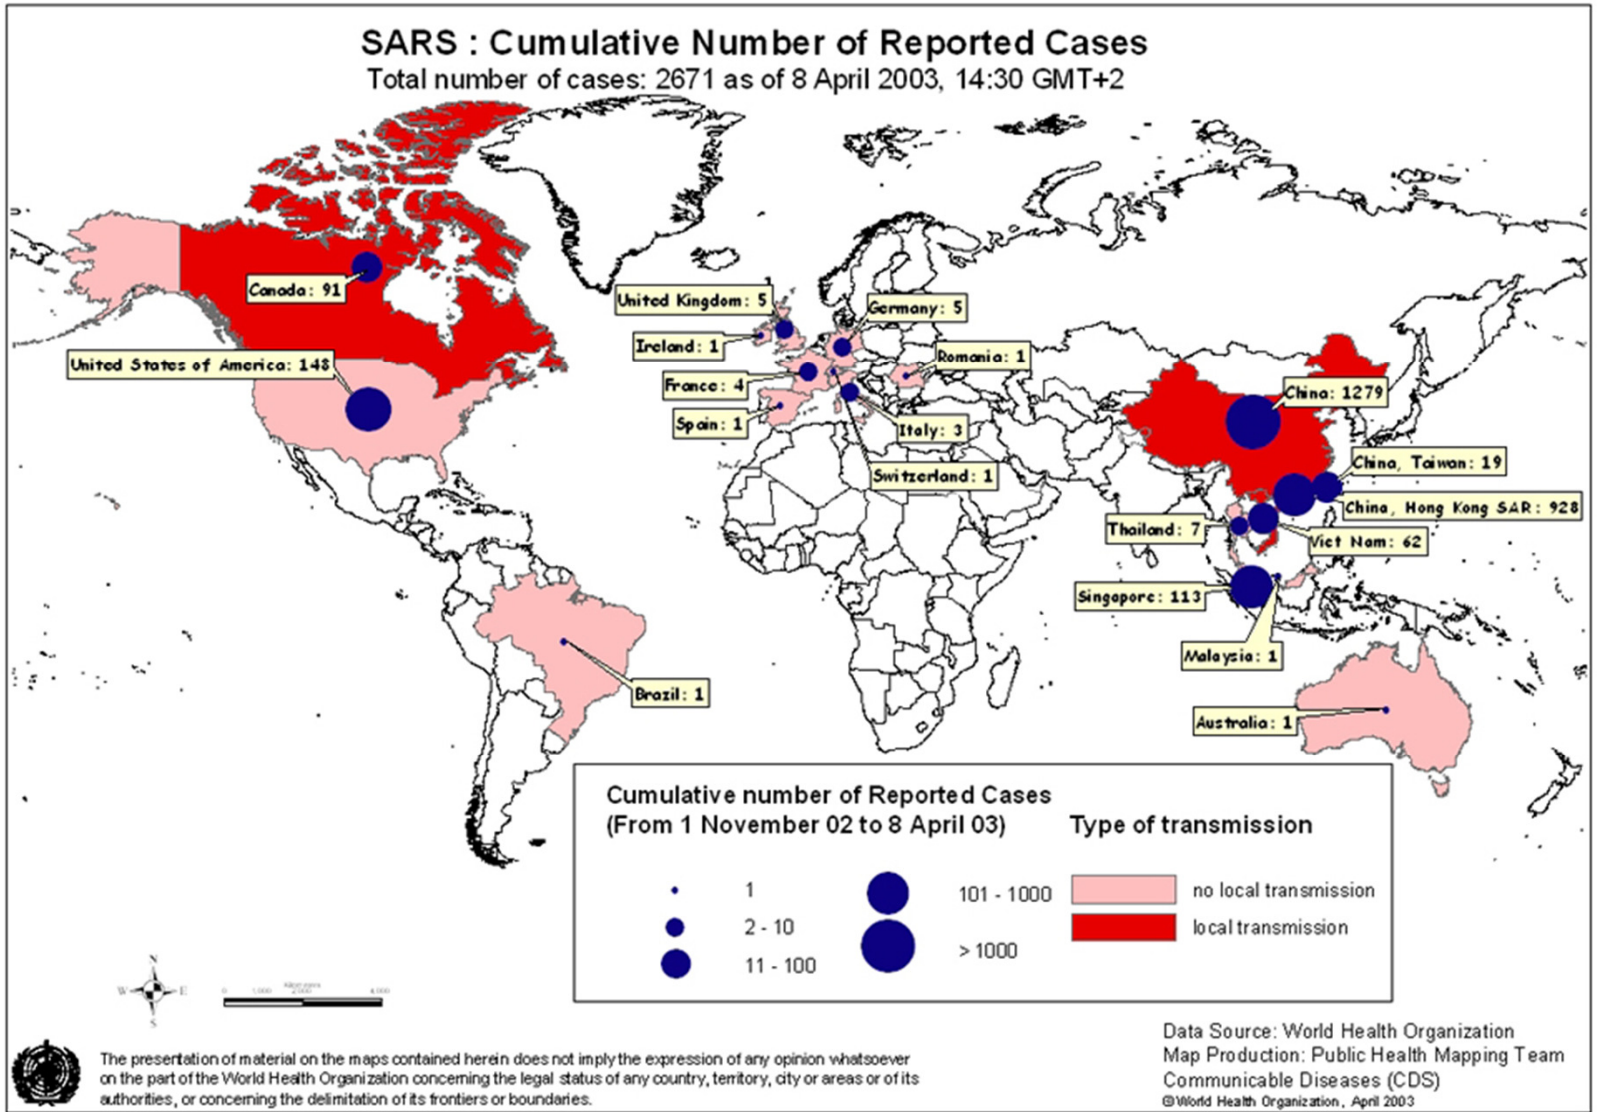 SARS : Cumulative Number of Reported Cases
Total number of cases: 2671 as of 8 April 2003, 14:30 GMT+2
Canada: 91
United States of America: 148
United Kingdom: 5
Germany: 5
Ireland: 1
Romania: 1
France: 4
Spain: 1
Italy: 3
Switzerland: 1
China: 1279
China, Taiwan: 19
China, Hong Kong SAR: 928
Thailand: 7
Viet Nam: 62
Singapore: 113
Malaysia: 1
Brazil: 1
Australia: 1
Cumulative number of Reported Cases
(From 1 November 02 to 8 April 03)
1
2 - 10
11 - 100
101 - 1000
> 1000
Type of transmission
no local transmission
local transmission
N
W E
S
Kilometers
0 1,000 2,000 4,000
The presentation of material on the maps contained herein does not imply the expression of any opinion whatsoever
on the part of the World Health Organization concerning the legal status of any country, territory, city or areas or of its
authorities, or concerning the delimitation of its frontiers or boundaries.
Data Source: World Health Organization
Map Production: Public Health Mapping Team
Communicable Diseases (CDS)
©World Health Organization, April 2003